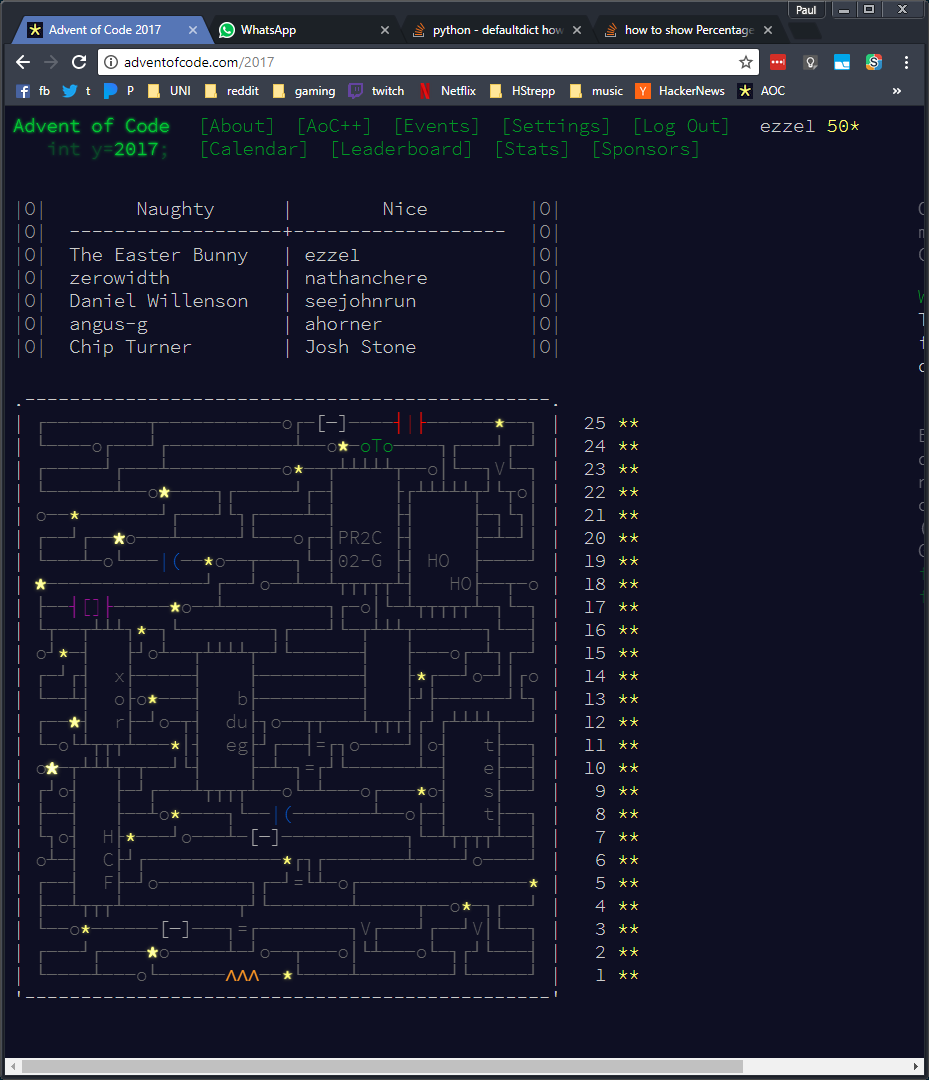 Paul
Advent of Code 2017
WhatsApp
python - defaultdict how
how to show Percentage
adventofcode.com/2017
fb
t
P
UNI
reddit
gaming
twitch
Netflix
HStrepp
music
HackerNews
AOC
»
Advent of Code [About] [AoC++] [Events] [Settings] [Log Out] ezzel 50*
int y=2017; [Calendar] [Leaderboard] [Stats] [Sponsors]
|O| Naughty | Nice |O|
|O| -------------------+------------------- |O|
|O| The Easter Bunny | ezzel |O|
|O| zerowidth | nathanchere |O|
|O| Daniel Willenson | seejohnrun |O|
|O| angus-g | ahorner |O|
|O| Chip Turner | Josh Stone |O|
25 **
oTo 24 **
23 **
22 **
21 **
PR2C 20 **
02-G HO 19 **
HO 18 **
17 **
16 **
15 **
x 14 **
o b 13 **
r du 12 **
eg t 11 **
e 10 **
s 9 **
t 8 **
H 7 **
C 6 **
F 5 **
4 **
3 **
2 **
1 **